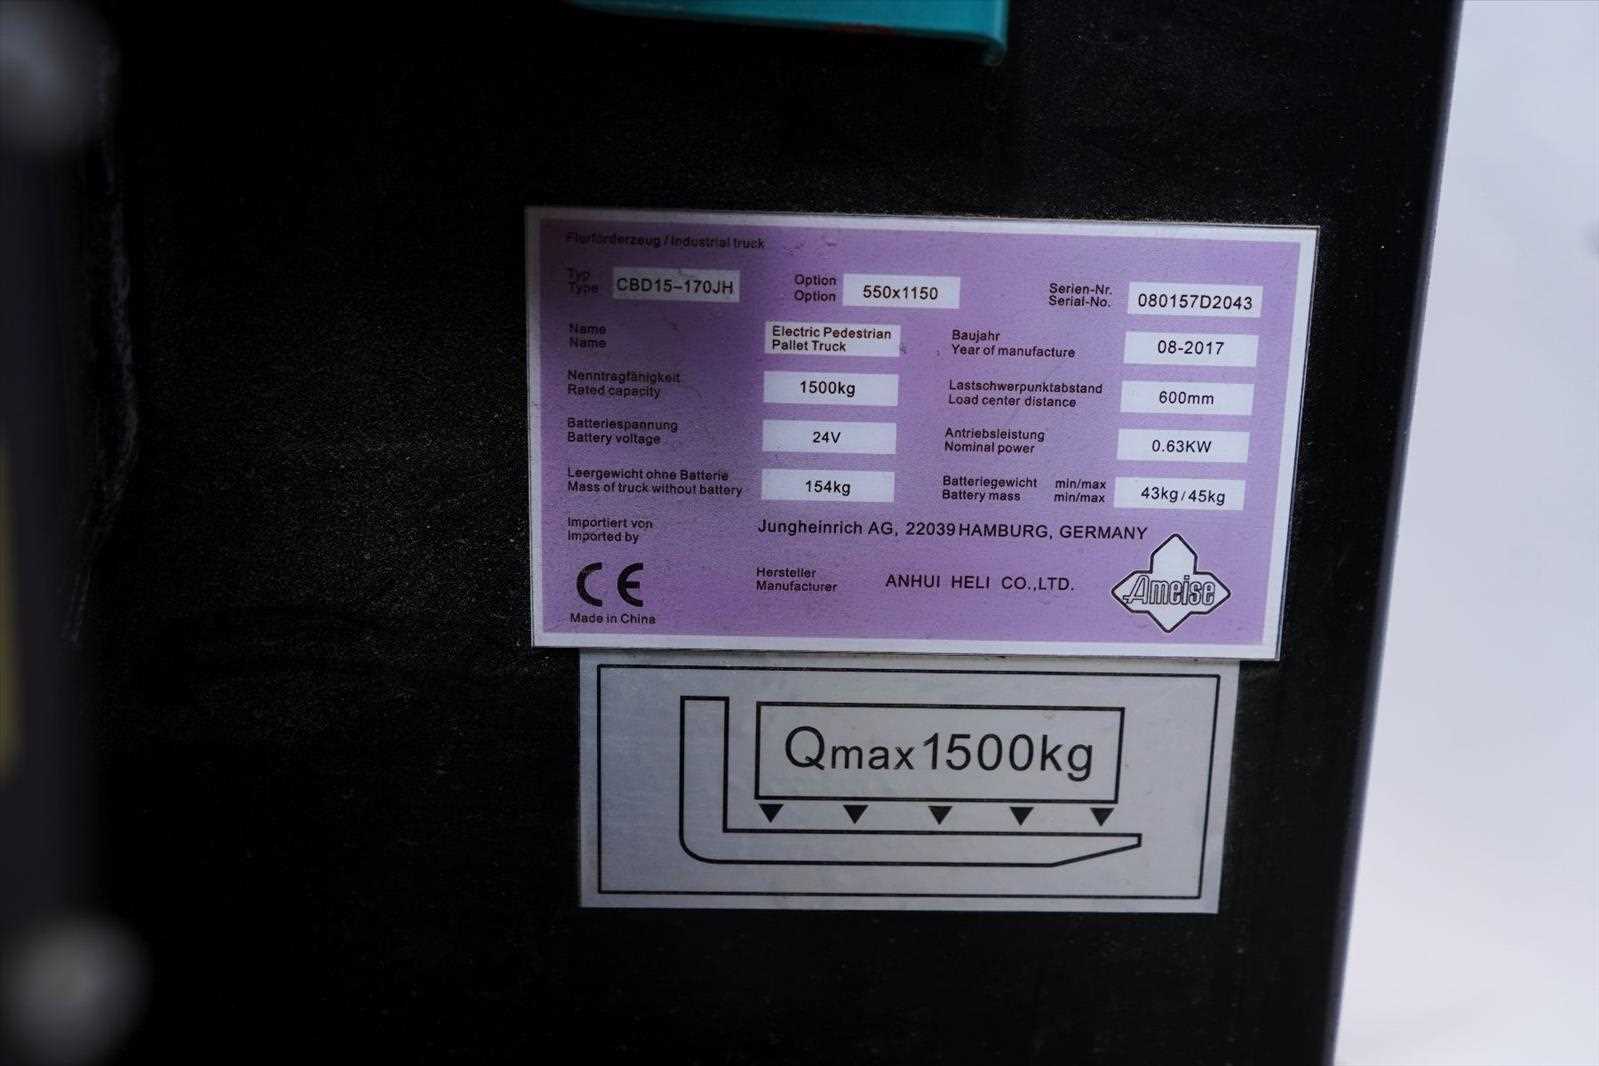 Flurförderzeug / Industrial truck
Typ
Type CBD15-170JH
Option
Option 550x1150
Serien-Nr.
Serial-No. 080157D2043
Name
Name
Electric Pedestrian
Pallet Truck
Baujahr
Year of manufacture 08-2017
Nenntragfähigkeit
Rated capacity 1500kg
Lastschwerpunktabstand
Load center distance 600mm
Batteriespannung
Battery voltage 24V
Antriebsleistung
Nominal power 0.63KW
Leergewicht ohne Batterie
Mass of truck without battery 154kg
Batteriegewicht min/max
Battery mass min/max 43kg/45kg
Importiert von
Imported by Jungheinrich AG, 22039 HAMBURG, GERMANY
CE
Made in China
Hersteller
Manufacturer ANHUI HELI CO.,LTD.
Ameise
Qmax1500kg